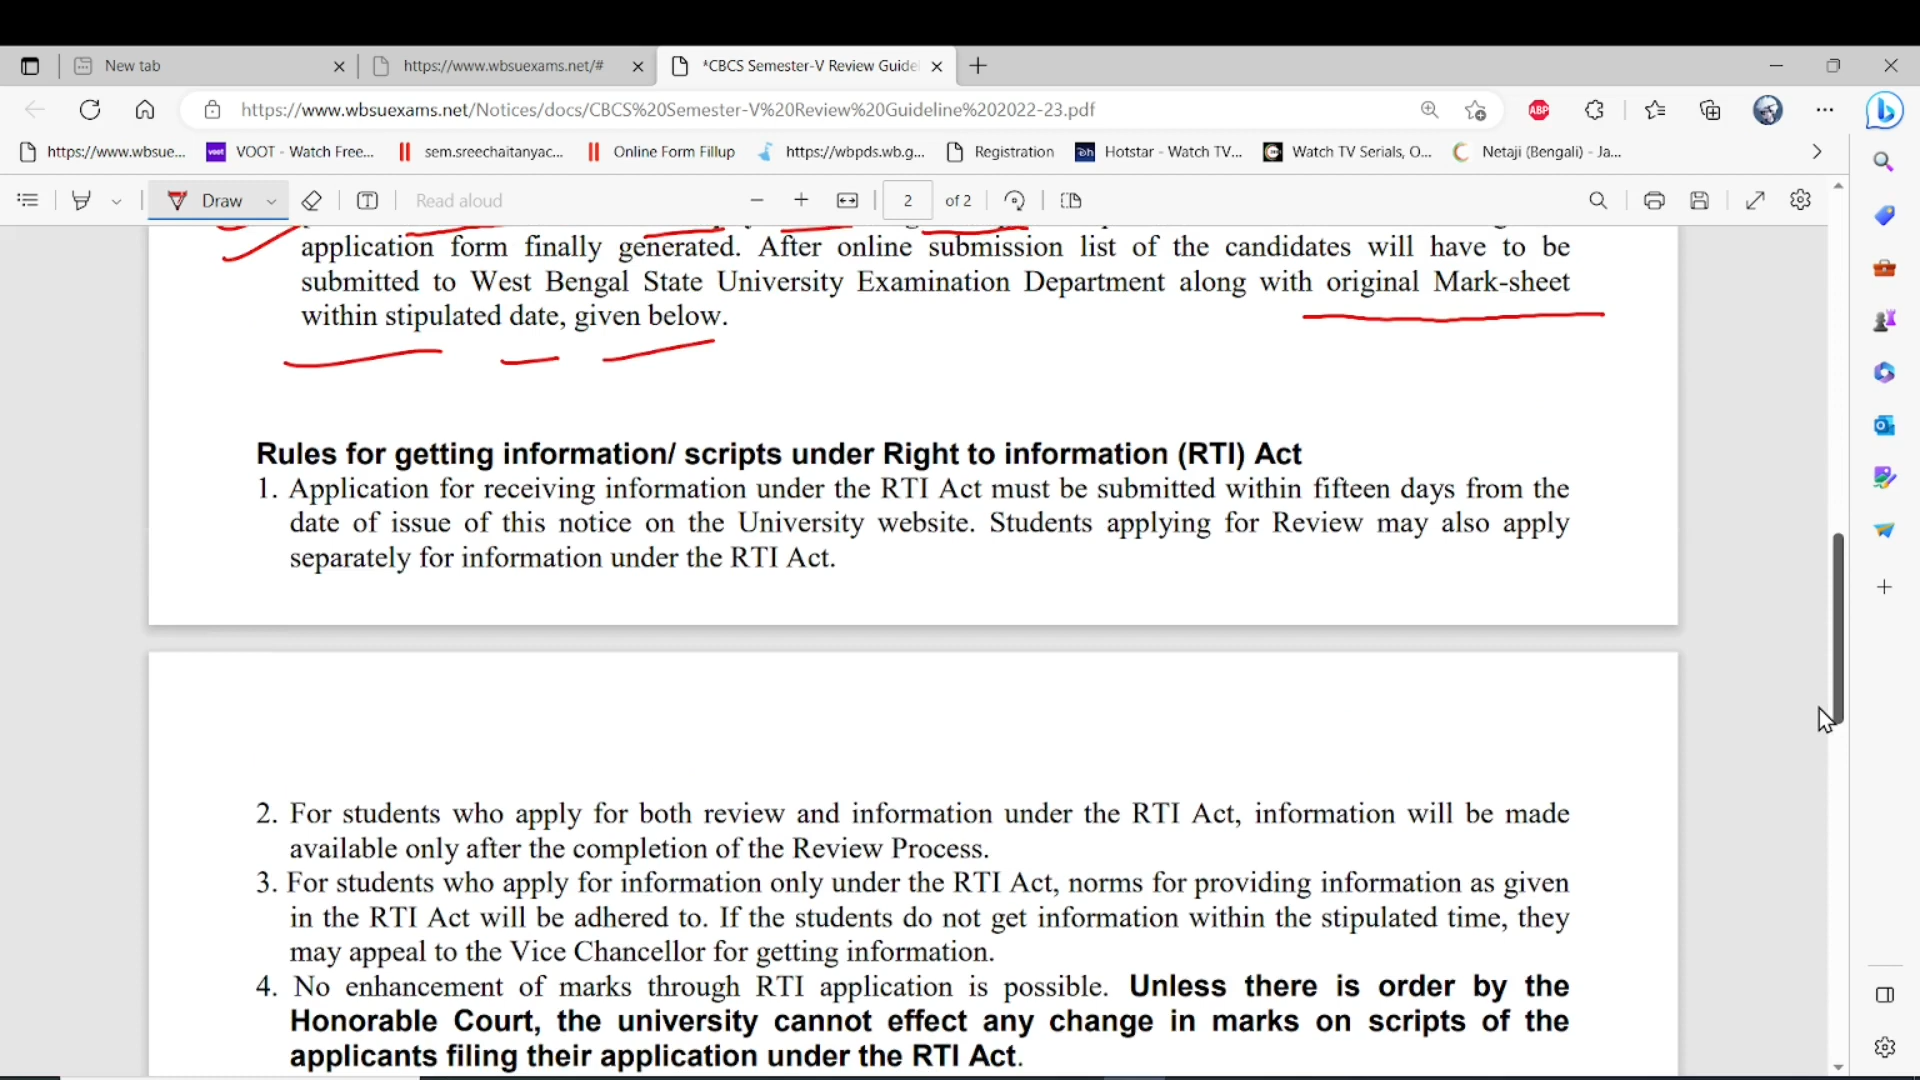 New tab
https://www.wbsuexams.net/#
*CBCS Semester-V Review Guide
https://www.wbsuexams.net/Notices/docs/CBCS%20Semester-V%20Review%20Guideline%202022-23.pdf
ABP
https://www.wbsue...
voot
VOOT - Watch Free...
sem.sreechaitanyac...
Online Form Fillup
https://wbpds.wb.g...
Registration
Hotstar - Watch TV...
Watch TV Serials, O...
Netaji (Bengali) - Ja...
Draw
Read aloud
2
of 2
application form finally generated. After online submission list of the candidates will have to be
submitted to West Bengal State University Examination Department along with original Mark-sheet
within stipulated date, given below.
Rules for getting information/ scripts under Right to information (RTI) Act
1. Application for receiving information under the RTI Act must be submitted within fifteen days from the
date of issue of this notice on the University website. Students applying for Review may also apply
separately for information under the RTI Act.
2. For students who apply for both review and information under the RTI Act, information will be made
available only after the completion of the Review Process.
3. For students who apply for information only under the RTI Act, norms for providing information as given
in the RTI Act will be adhered to. If the students do not get information within the stipulated time, they
may appeal to the Vice Chancellor for getting information.
4. No enhancement of marks through RTI application is possible. Unless there is order by the
Honorable Court, the university cannot effect any change in marks on scripts of the
applicants filing their application under the RTI Act.